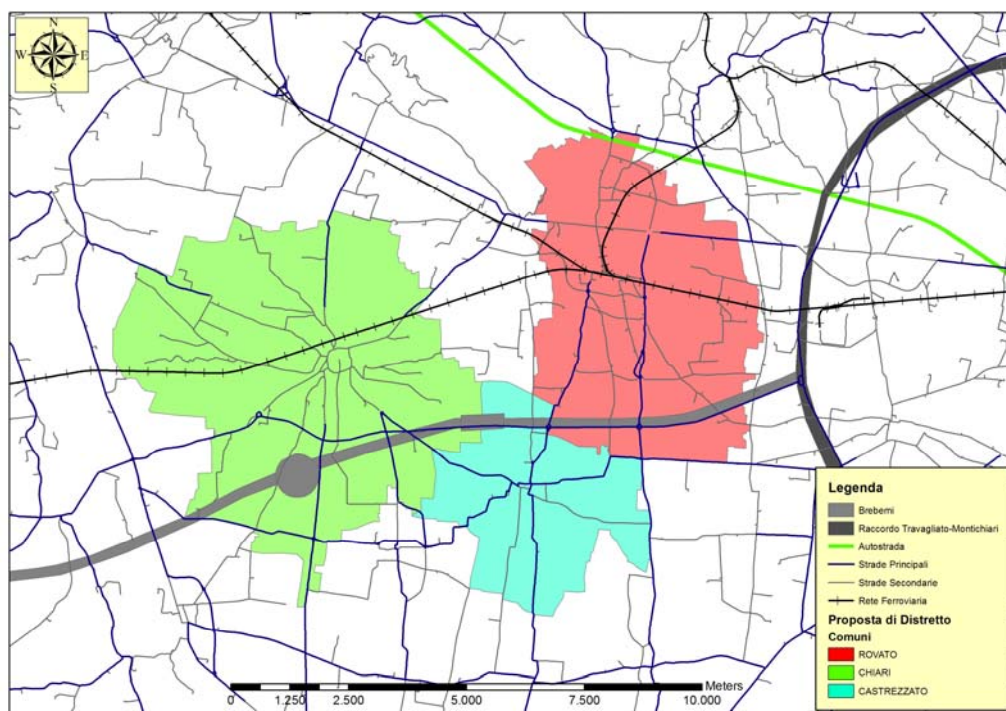 N
W E
S
Legenda
Brebemi
Raccordo Travagliato-Montichiari
Autostrada
Strade Principali
Strade Secondarie
Rete Ferroviaria
Proposta di Distretto
Comuni
ROVATO
CHIARI
CASTREZZATO
Meters
0 1.250 2.500 5.000 7.500 10.000